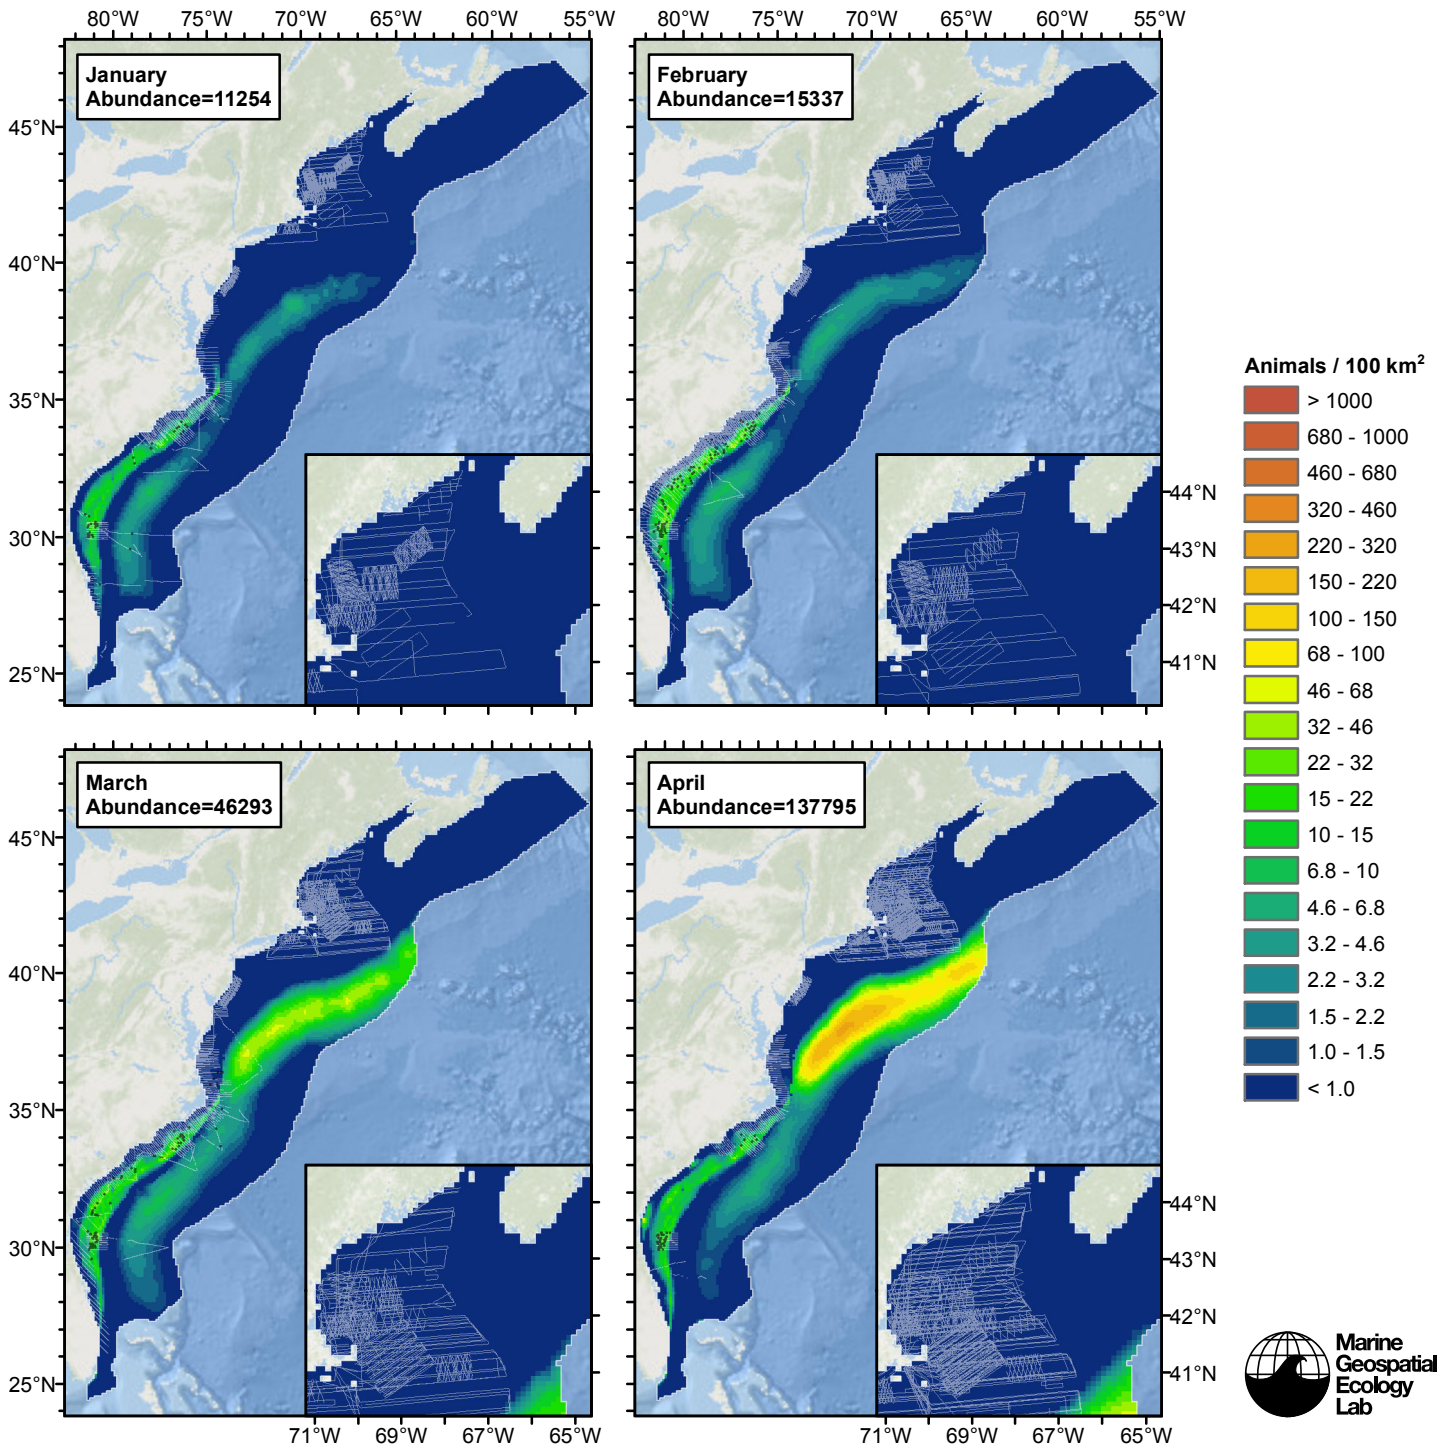 80°W 75°W 70°W 65°W 60°W 55°W 80°W 75°W 70°W 65°W 60°W 55°W
January
Abundance=11254
February
Abundance=15337
45°N
40°N
35°N
30°N
25°N
44°N
43°N
42°N
41°N
March
Abundance=46293
April
Abundance=137795
45°N
40°N
35°N
30°N
25°N
44°N
43°N
42°N
41°N
71°W 69°W 67°W 65°W 71°W 69°W 67°W 65°W
Animals / 100 km²
> 1000
680 - 1000
460 - 680
320 - 460
220 - 320
150 - 220
100 - 150
68 - 100
46 - 68
32 - 46
22 - 32
15 - 22
10 - 15
6.8 - 10
4.6 - 6.8
3.2 - 4.6
2.2 - 3.2
1.5 - 2.2
1.0 - 1.5
< 1.0
Marine
Geospatial
Ecology
Lab